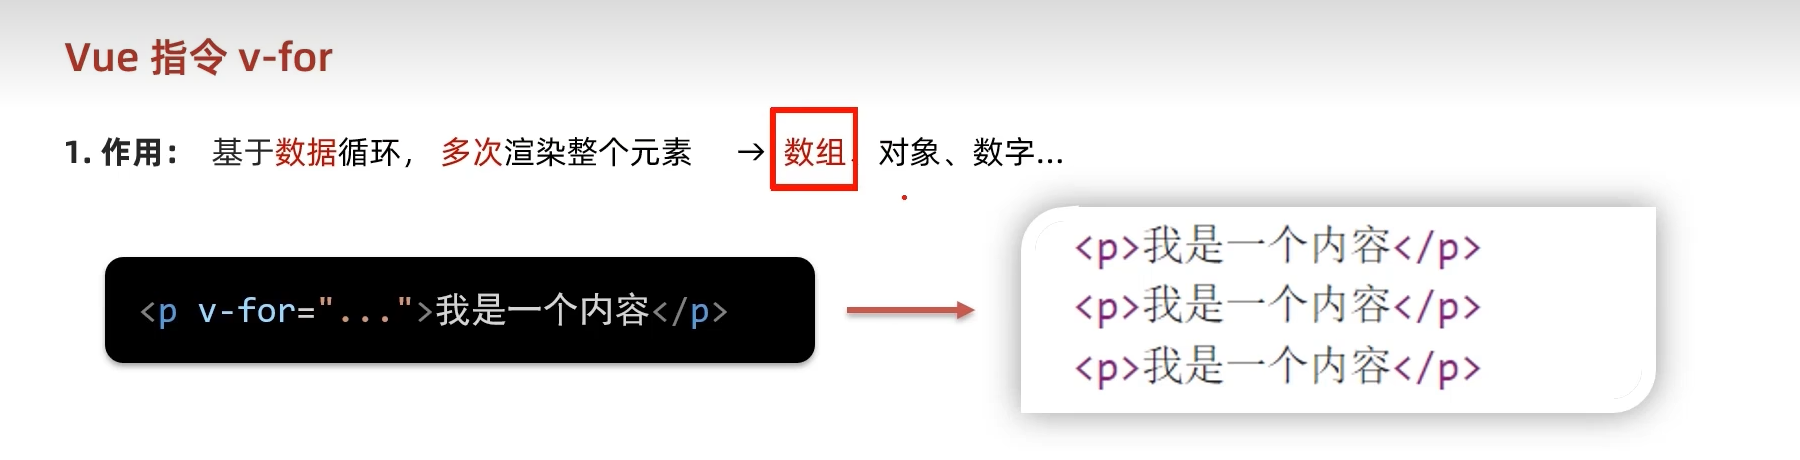 Vue 指令 v-for
1. 作用： 基于数据循环， 多次渲染整个元素 → 数组、对象、数字...
<p v-for="...">我是一个内容</p>
<p>我是一个内容</p>
<p>我是一个内容</p>
<p>我是一个内容</p>